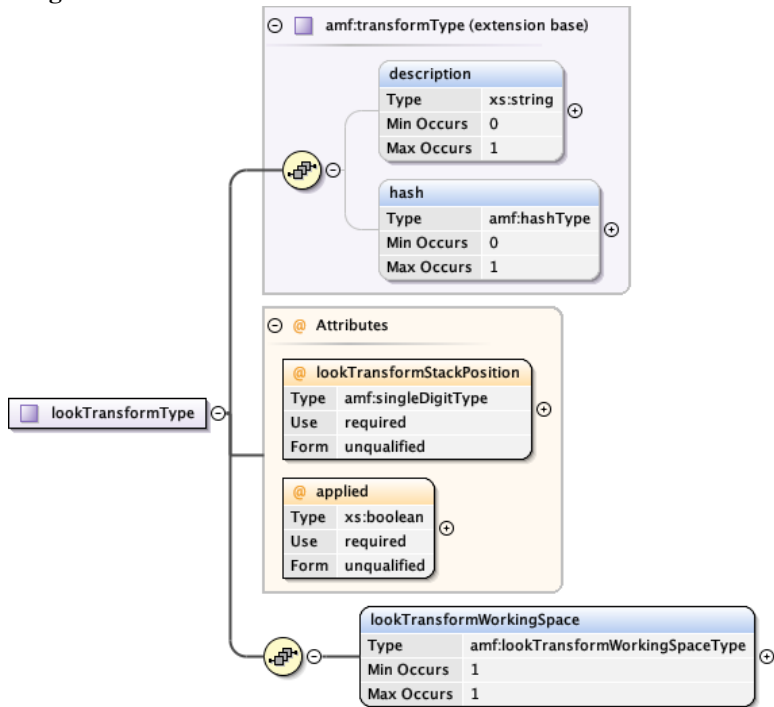 amf:transformType (extension base)
description
Type xs:string
Min Occurs 0
Max Occurs 1
hash
Type amf:hashType
Min Occurs 0
Max Occurs 1
@ Attributes
@ lookTransformStackPosition
Type amf:singleDigitType
Use required
Form unqualified
lookTransformType
@ applied
Type xs:boolean
Use required
Form unqualified
lookTransformWorkingSpace
Type amf:lookTransformWorkingSpaceType
Min Occurs 1
Max Occurs 1